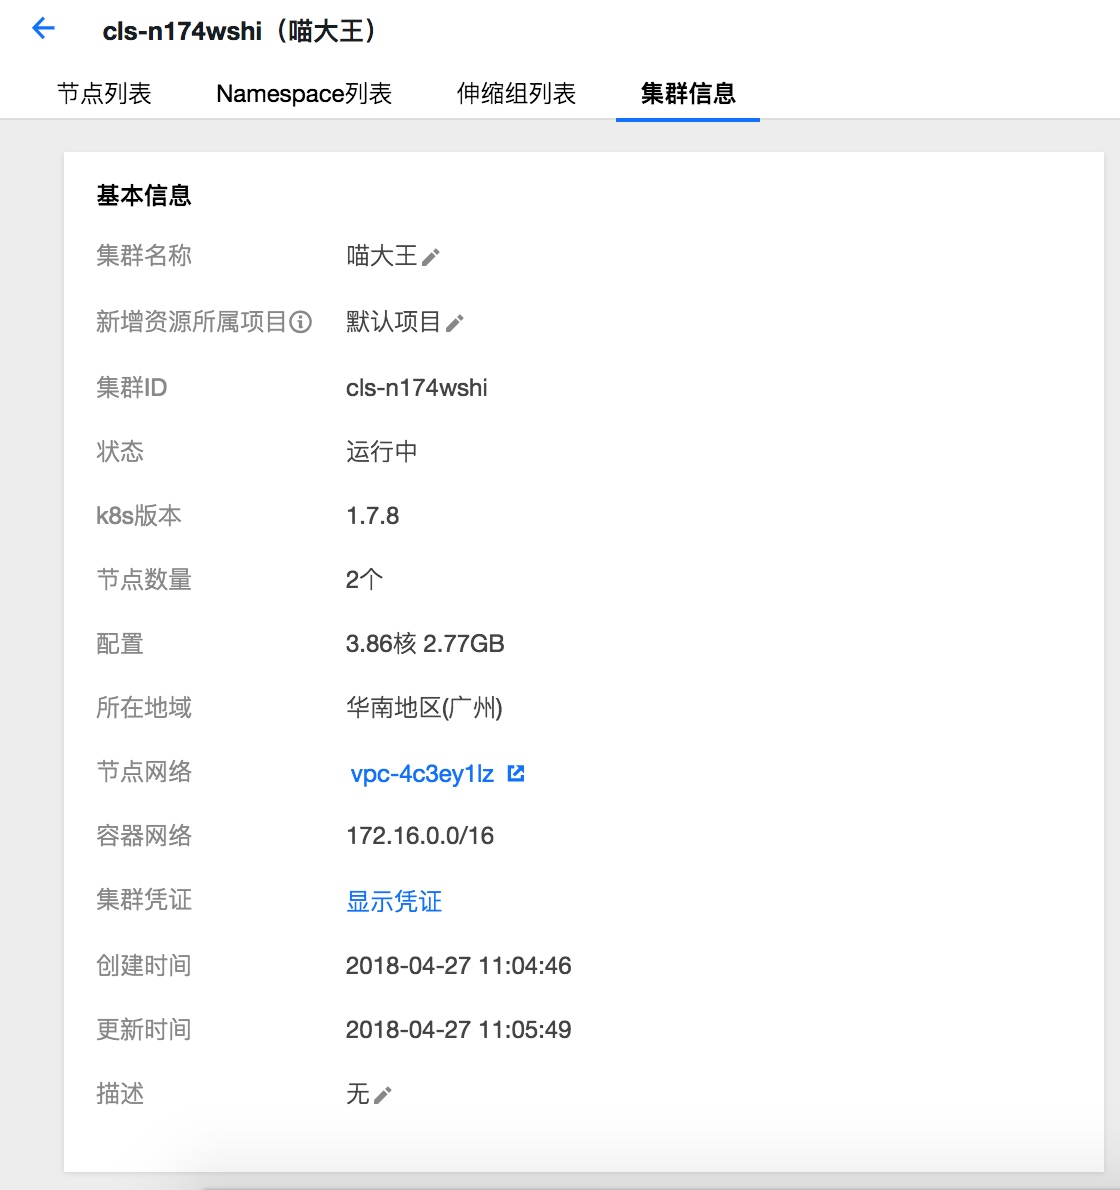 cls-n174wshi（喵大王）
节点列表 Namespace列表 伸缩组列表 集群信息
基本信息
集群名称 喵大王
新增资源所属项目 默认项目
集群ID cls-n174wshi
状态 运行中
k8s版本 1.7.8
节点数量 2个
配置 3.86核 2.77GB
所在地域 华南地区(广州)
节点网络 vpc-4c3ey1lz
容器网络 172.16.0.0/16
集群凭证 显示凭证
创建时间 2018-04-27 11:04:46
更新时间 2018-04-27 11:05:49
描述 无